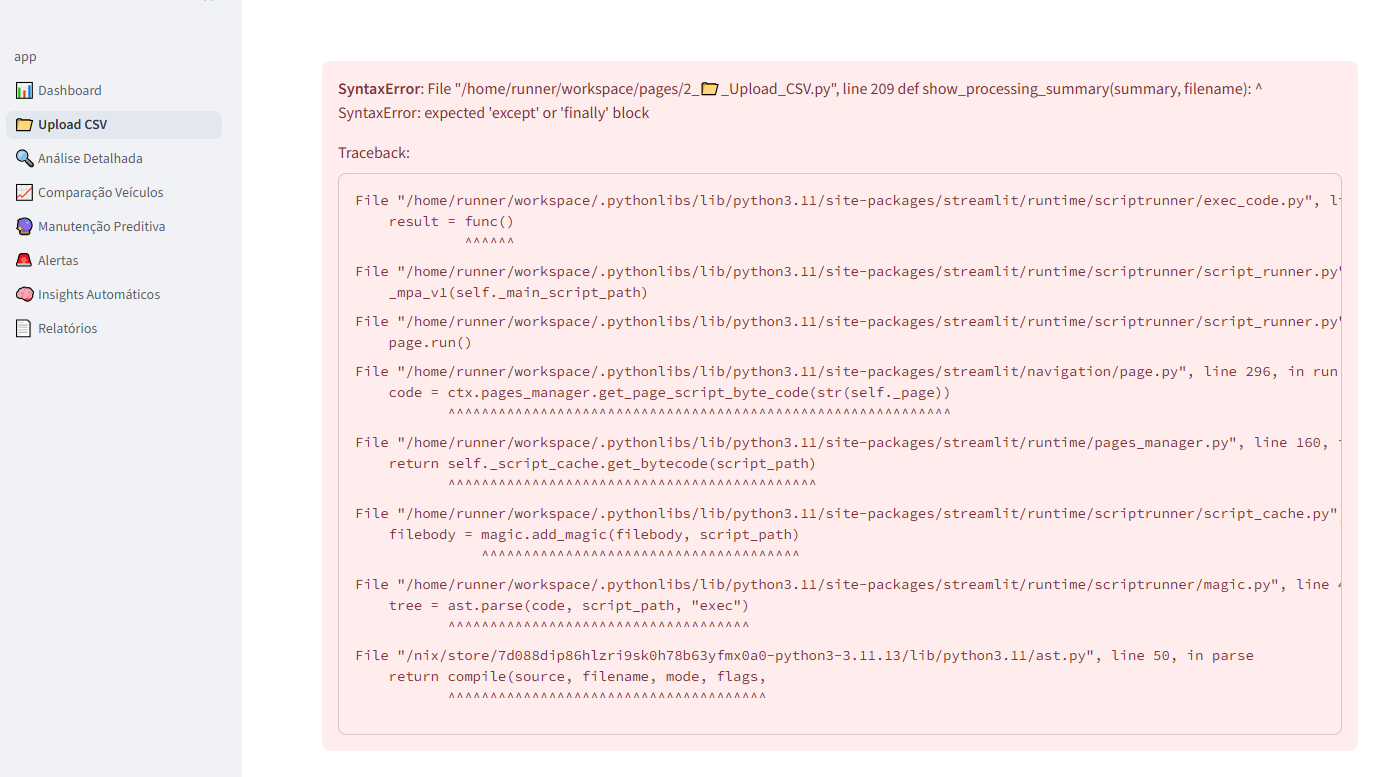 app
Dashboard
Upload CSV
Análise Detalhada
Comparação Veículos
Manutenção Preditiva
Alertas
Insights Automáticos
Relatórios
SyntaxError: File "/home/runner/workspace/pages/2_📁_Upload_CSV.py", line 209 def show_processing_summary(summary, filename): ^
SyntaxError: expected 'except' or 'finally' block
Traceback:
File "/home/runner/workspace/.pythonlibs/lib/python3.11/site-packages/streamlit/runtime/scriptrunner/exec_code.py",
result = func()
^^^^^^
File "/home/runner/workspace/.pythonlibs/lib/python3.11/site-packages/streamlit/runtime/scriptrunner/script_runner.py"
_mpa_v1(self._main_script_path)
File "/home/runner/workspace/.pythonlibs/lib/python3.11/site-packages/streamlit/runtime/scriptrunner/script_runner.py"
page.run()
File "/home/runner/workspace/.pythonlibs/lib/python3.11/site-packages/streamlit/navigation/page.py", line 296, in run
code = ctx.pages_manager.get_page_script_byte_code(str(self._page))
^^^^^^^^^^^^^^^^^^^^^^^^^^^^^^^^^^^^^^^^^^^^^^^^^^^^^^^^^^^^
File "/home/runner/workspace/.pythonlibs/lib/python3.11/site-packages/streamlit/runtime/pages_manager.py", line 160,
return self._script_cache.get_bytecode(script_path)
^^^^^^^^^^^^^^^^^^^^^^^^^^^^^^^^^^^^^^^^^^^^
File "/home/runner/workspace/.pythonlibs/lib/python3.11/site-packages/streamlit/runtime/scriptrunner/script_cache.py"
filebody = magic.add_magic(filebody, script_path)
^^^^^^^^^^^^^^^^^^^^^^^^^^^^^^^^^^^^^^
File "/home/runner/workspace/.pythonlibs/lib/python3.11/site-packages/streamlit/runtime/scriptrunner/magic.py", line
tree = ast.parse(code, script_path, "exec")
^^^^^^^^^^^^^^^^^^^^^^^^^^^^^^^^^^^^
File "/nix/store/7d088dip86hlzri9sk0h78b63yfmx0a0-python3-3.11.13/lib/python3.11/ast.py", line 50, in parse
return compile(source, filename, mode, flags,
^^^^^^^^^^^^^^^^^^^^^^^^^^^^^^^^^^^^^^